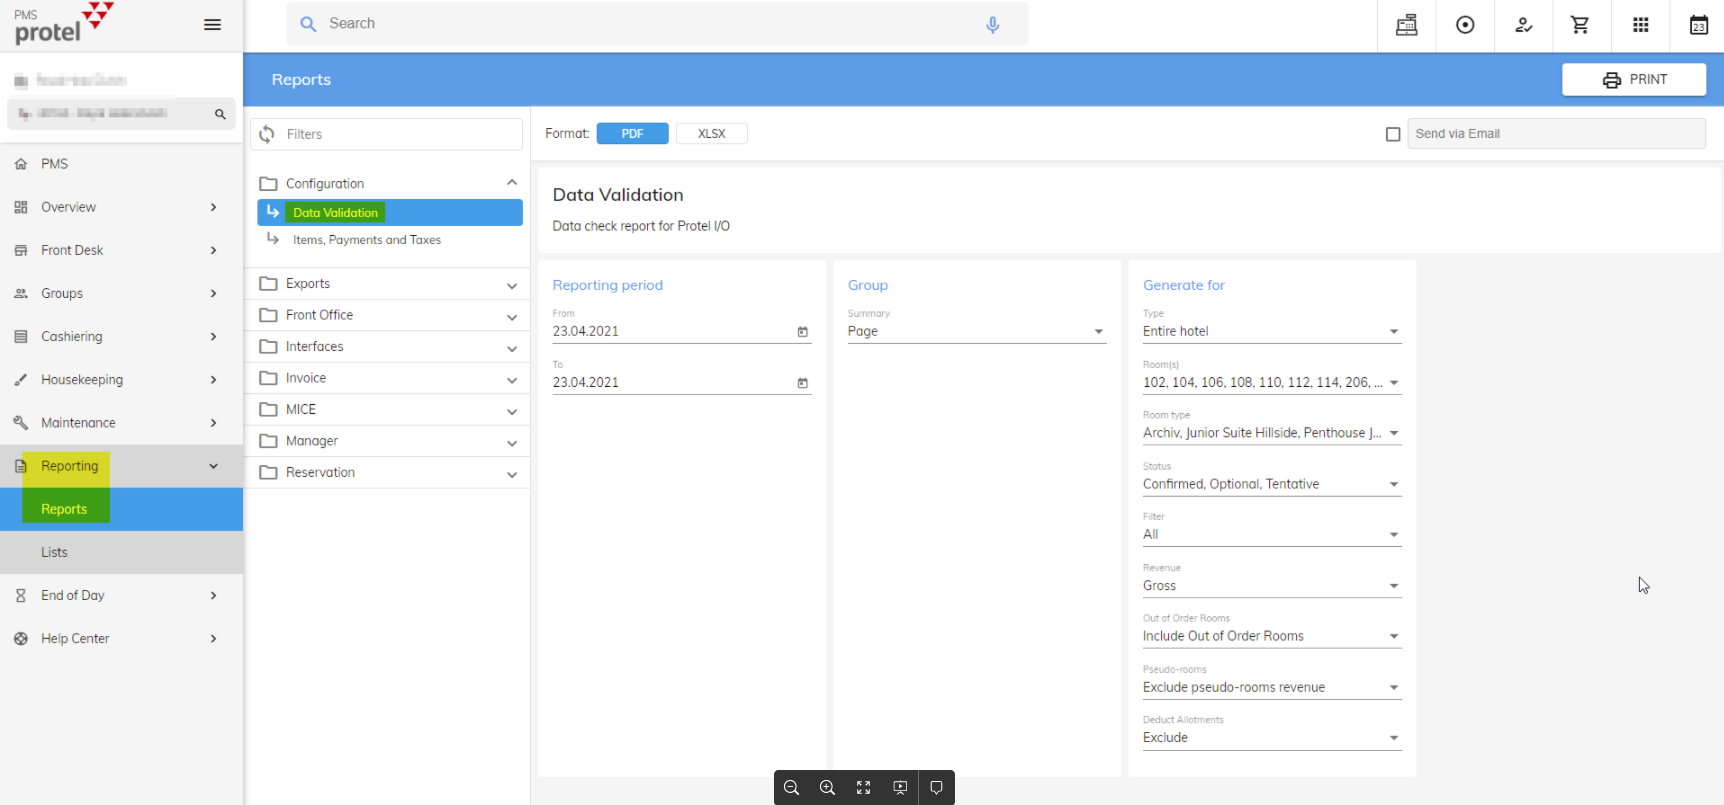 PMS
protel
Search
23
Reports
PRINT
PMS
Overview
Front Desk
Groups
Cashiering
Housekeeping
Maintenance
Reporting
Reports
Lists
End of Day
Help Center
Filters
Configuration
Data Validation
Items, Payments and Taxes
Exports
Front Office
Interfaces
Invoice
MICE
Manager
Reservation
Format: PDF XLSX
Send via Email
Data Validation
Data check report for Protel I/O
Reporting period
From
23.04.2021
To
23.04.2021
Group
Summary
Page
Generate for
Type
Entire hotel
Room(s)
102, 104, 106, 108, 110, 112, 114, 206, ...
Room type
Archiv, Junior Suite Hillside, Penthouse J...
Status
Confirmed, Optional, Tentative
Filter
All
Revenue
Gross
Out of Order Rooms
Include Out of Order Rooms
Pseudo-rooms
Exclude pseudo-rooms revenue
Deduct Allotments
Exclude